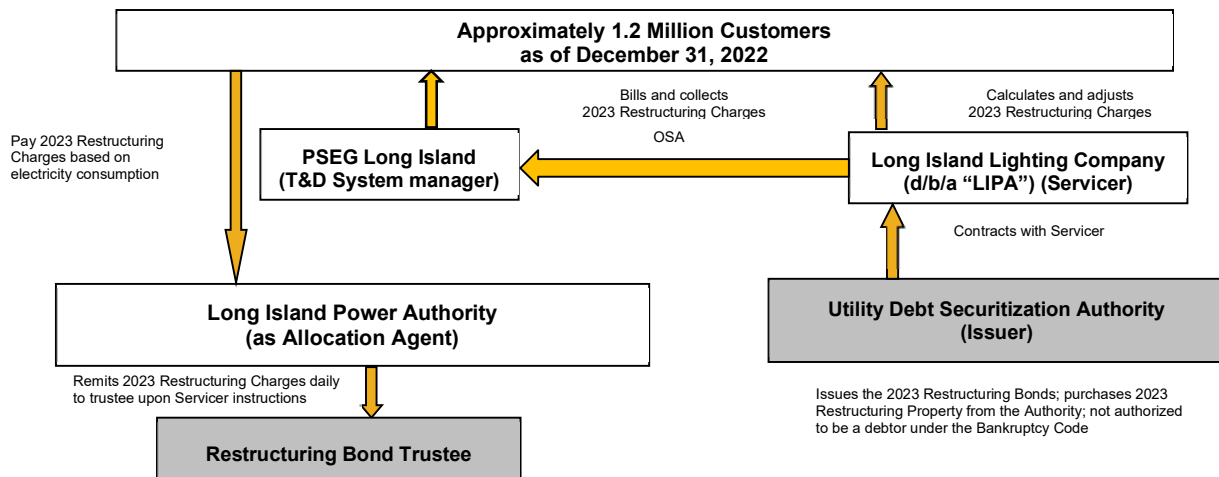 Approximately 1.2 Million Customers
as of December 31, 2022
Bills and collects
2023 Restructuring Charges
Calculates and adjusts
2023 Restructuring Charges
Pay 2023 Restructuring
Charges based on
electricity consumption
OSA
PSEG Long Island
(T&D System manager)
Long Island Lighting Company
(d/b/a “LIPA”) (Servicer)
Contracts with Servicer
Long Island Power Authority
(as Allocation Agent)
Utility Debt Securitization Authority
(Issuer)
Remits 2023 Restructuring Charges daily
to trustee upon Servicer instructions
Issues the 2023 Restructuring Bonds; purchases 2023
Restructuring Property from the Authority; not authorized
to be a debtor under the Bankruptcy Code
Restructuring Bond Trustee